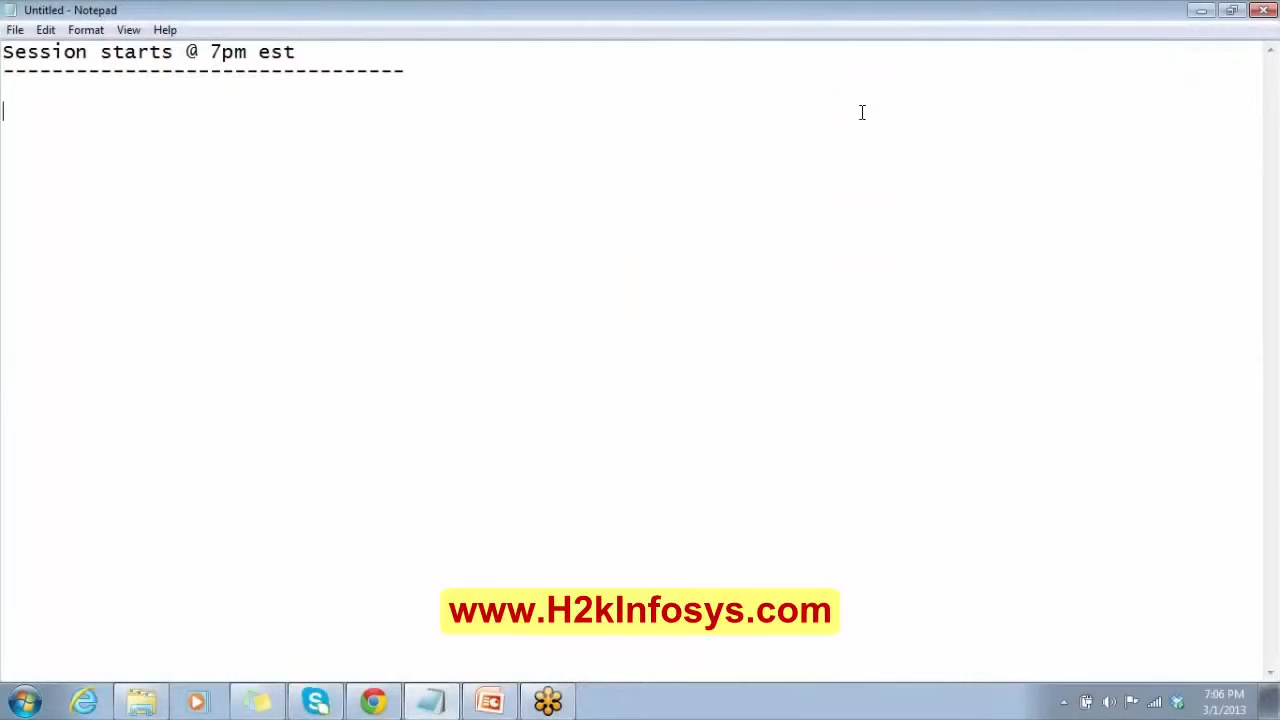 Untitled - Notepad
File Edit Format View Help
Session starts @ 7pm est
---------------------------------
www.H2kInfosys.com
7:06 PM
3/1/2013